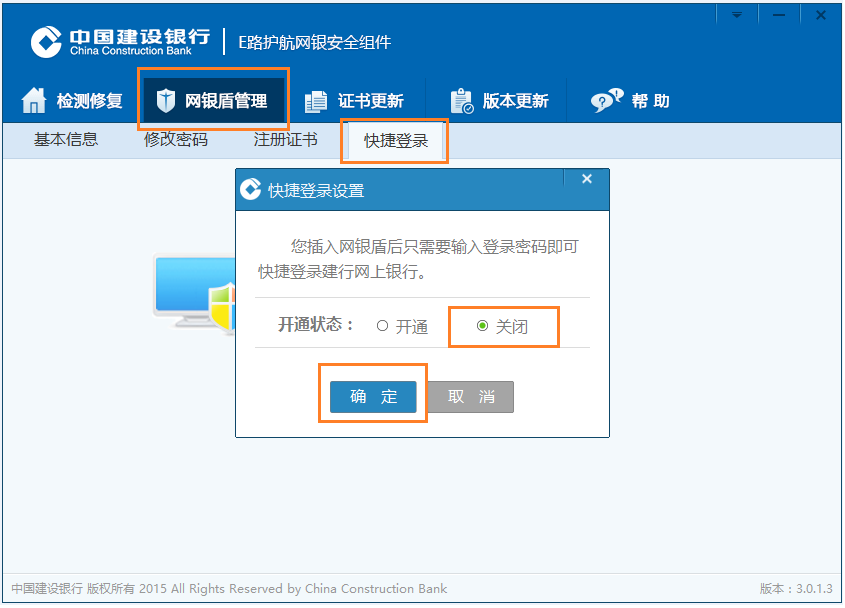 中国建设银行
China Construction Bank
E路护航网银安全组件
检测修复
网银盾管理
证书更新
版本更新
帮 助
基本信息
修改密码
注册证书
快捷登录
快捷登录设置
您插入网银盾后只需要输入登录密码即可
快捷登录建行网上银行。
开通状态：
开通
关闭
确 定
取 消
中国建设银行 版权所有 2015 All Rights Reserved by China Construction Bank
版本：3.0.1.3